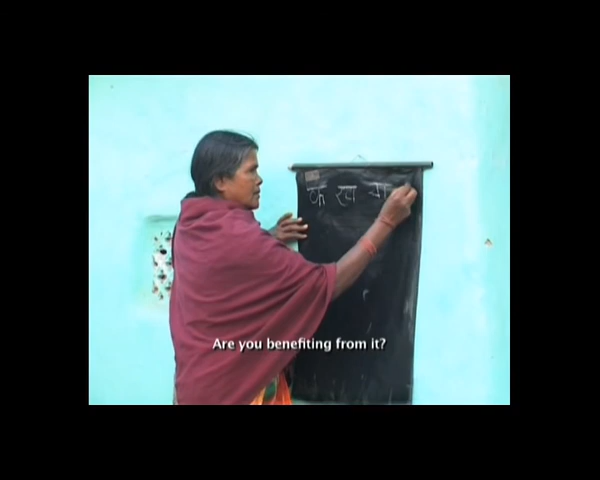 क ख ग
Are you benefiting from it?